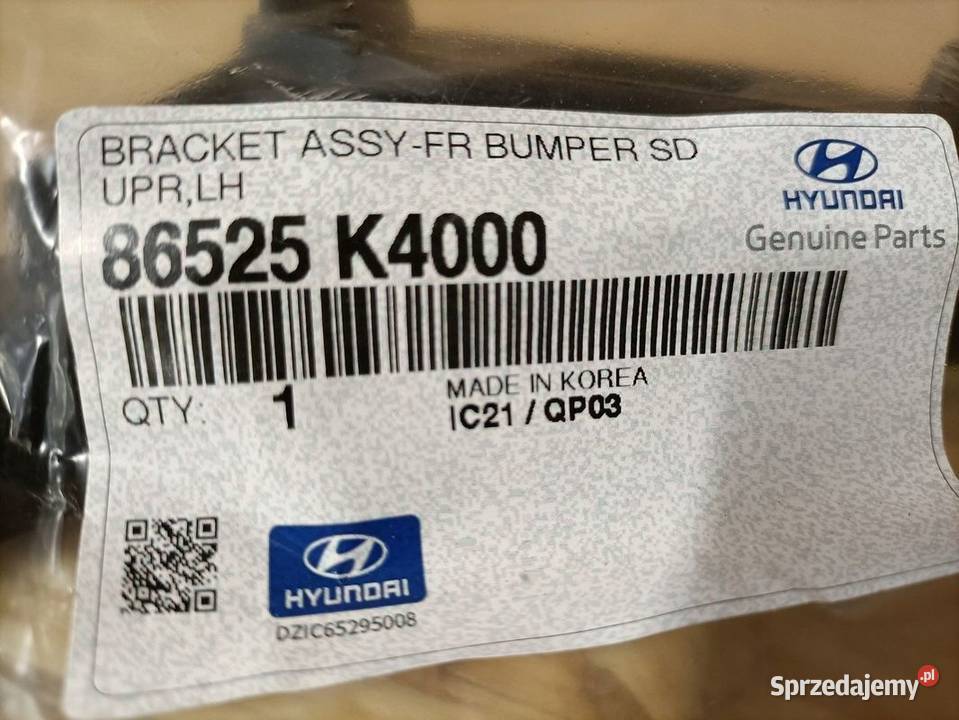 BRACKET ASSY-FR BUMPER SD
UPR,LH
86525 K4000
HYUNDAI
Genuine Parts
QTY: 1
MADE IN KOREA
IC21 / QP03
HYUNDAI
DZIC65295008
Sprzedajemy.pl